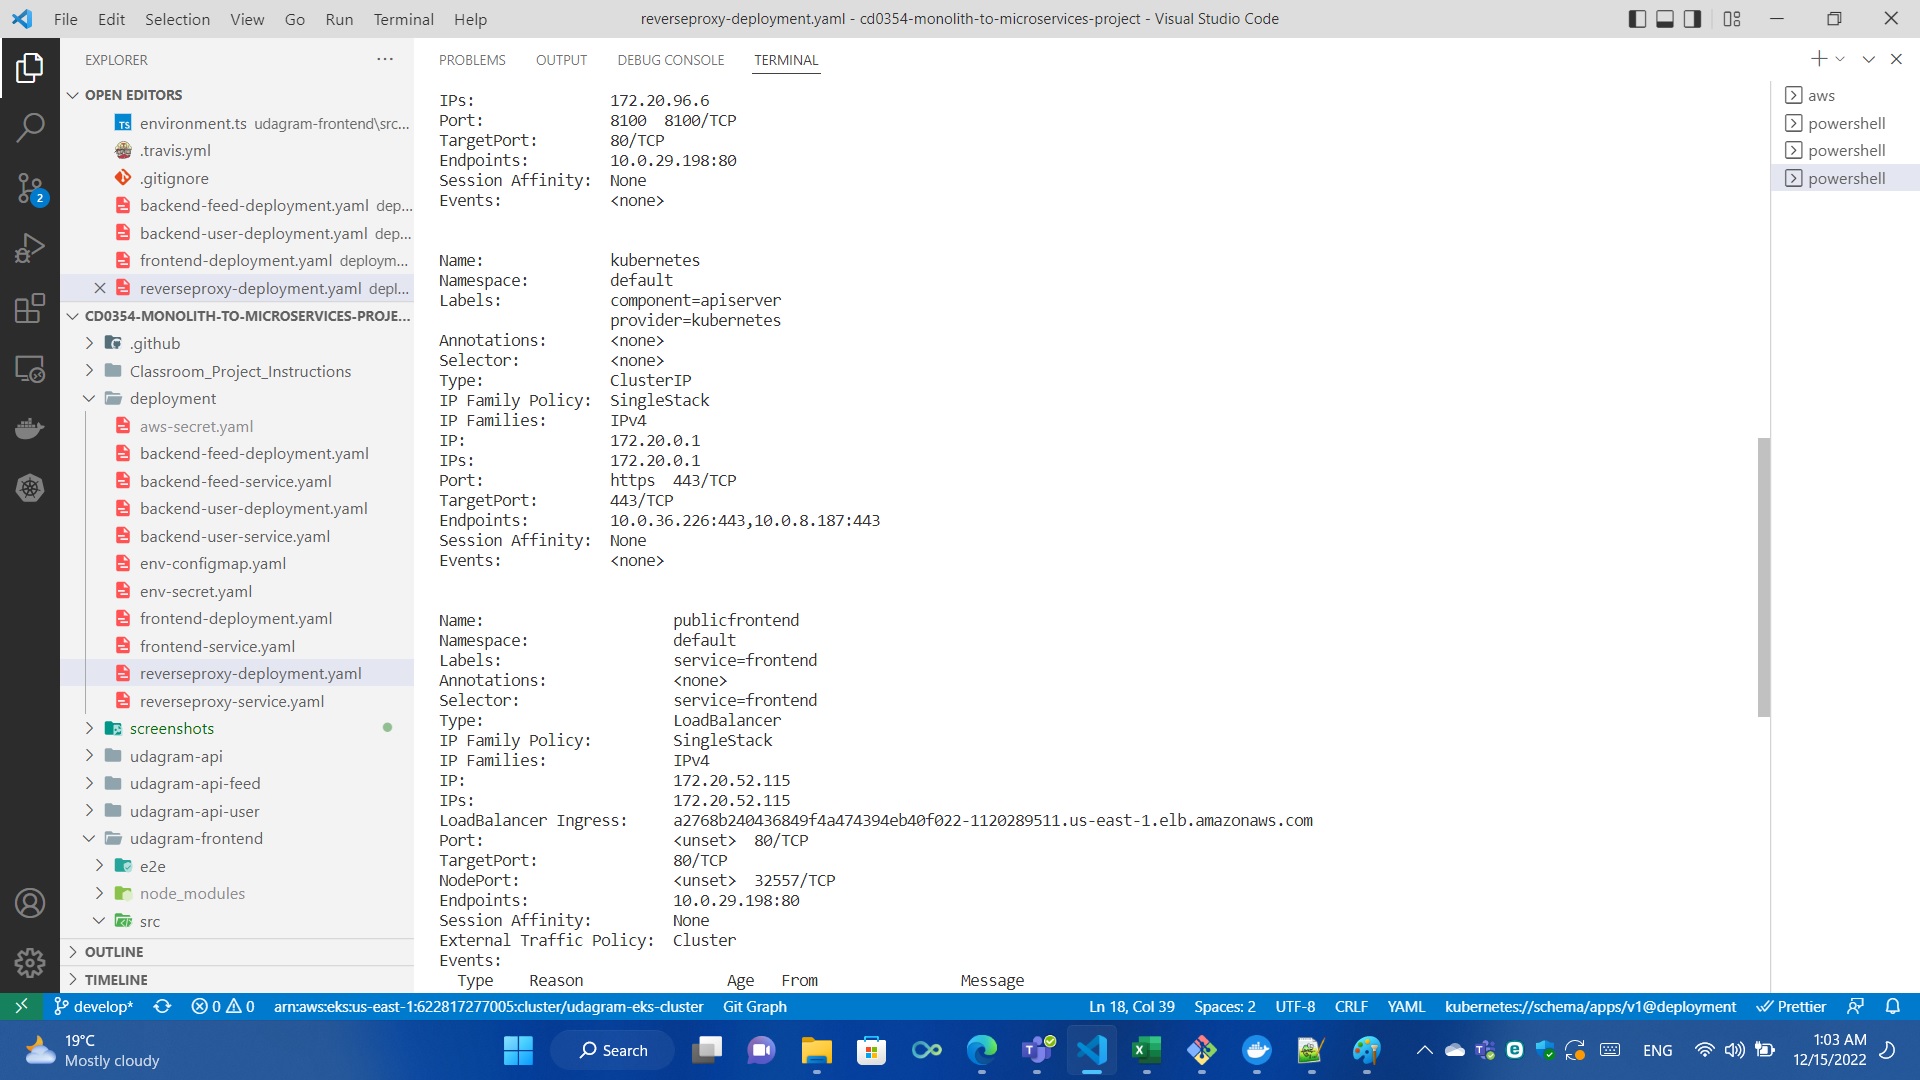 File Edit Selection View Go Run Terminal Help
reverseproxy-deployment.yaml - cd0354-monolith-to-microservices-project - Visual Studio Code
EXPLORER
OPEN EDITORS
environment.ts udagram-frontend\src...
.travis.yml
.gitignore
backend-feed-deployment.yaml dep...
backend-user-deployment.yaml dep...
frontend-deployment.yaml deploym...
reverseproxy-deployment.yaml depl...
CD0354-MONOLITH-TO-MICROSERVICES-PROJE...
.github
Classroom_Project_Instructions
deployment
aws-secret.yaml
backend-feed-deployment.yaml
backend-feed-service.yaml
backend-user-deployment.yaml
backend-user-service.yaml
env-configmap.yaml
env-secret.yaml
frontend-deployment.yaml
frontend-service.yaml
reverseproxy-deployment.yaml
reverseproxy-service.yaml
screenshots
udagram-api
udagram-api-feed
udagram-api-user
udagram-frontend
e2e
node_modules
src
OUTLINE
TIMELINE
2
PROBLEMS OUTPUT DEBUG CONSOLE TERMINAL
IPs: 172.20.96.6
Port: 8100 8100/TCP
TargetPort: 80/TCP
Endpoints: 10.0.29.198:80
Session Affinity: None
Events: <none>
Name: kubernetes
Namespace: default
Labels: component=apiserver
provider=kubernetes
Annotations: <none>
Selector: <none>
Type: ClusterIP
IP Family Policy: SingleStack
IP Families: IPv4
IP: 172.20.0.1
IPs: 172.20.0.1
Port: https 443/TCP
TargetPort: 443/TCP
Endpoints: 10.0.36.226:443,10.0.8.187:443
Session Affinity: None
Events: <none>
Name: publicfrontend
Namespace: default
Labels: service=frontend
Annotations: <none>
Selector: service=frontend
Type: LoadBalancer
IP Family Policy: SingleStack
IP Families: IPv4
IP: 172.20.52.115
IPs: 172.20.52.115
LoadBalancer Ingress: a2768b240436849f4a474394eb40f022-1120289511.us-east-1.elb.amazonaws.com
Port: <unset> 80/TCP
TargetPort: 80/TCP
NodePort: <unset> 32557/TCP
Endpoints: 10.0.29.198:80
Session Affinity: None
External Traffic Policy: Cluster
Events:
Type Reason Age From Message
aws
powershell
powershell
powershell
develop* 0 0 arn:aws:eks:us-east-1:622817277005:cluster/udagram-eks-cluster Git Graph Ln 18, Col 39 Spaces: 2 UTF-8 CRLF YAML kubernetes://schema/apps/v1@deployment Prettier
19°C
Mostly cloudy
Search
ENG
1:03 AM
12/15/2022